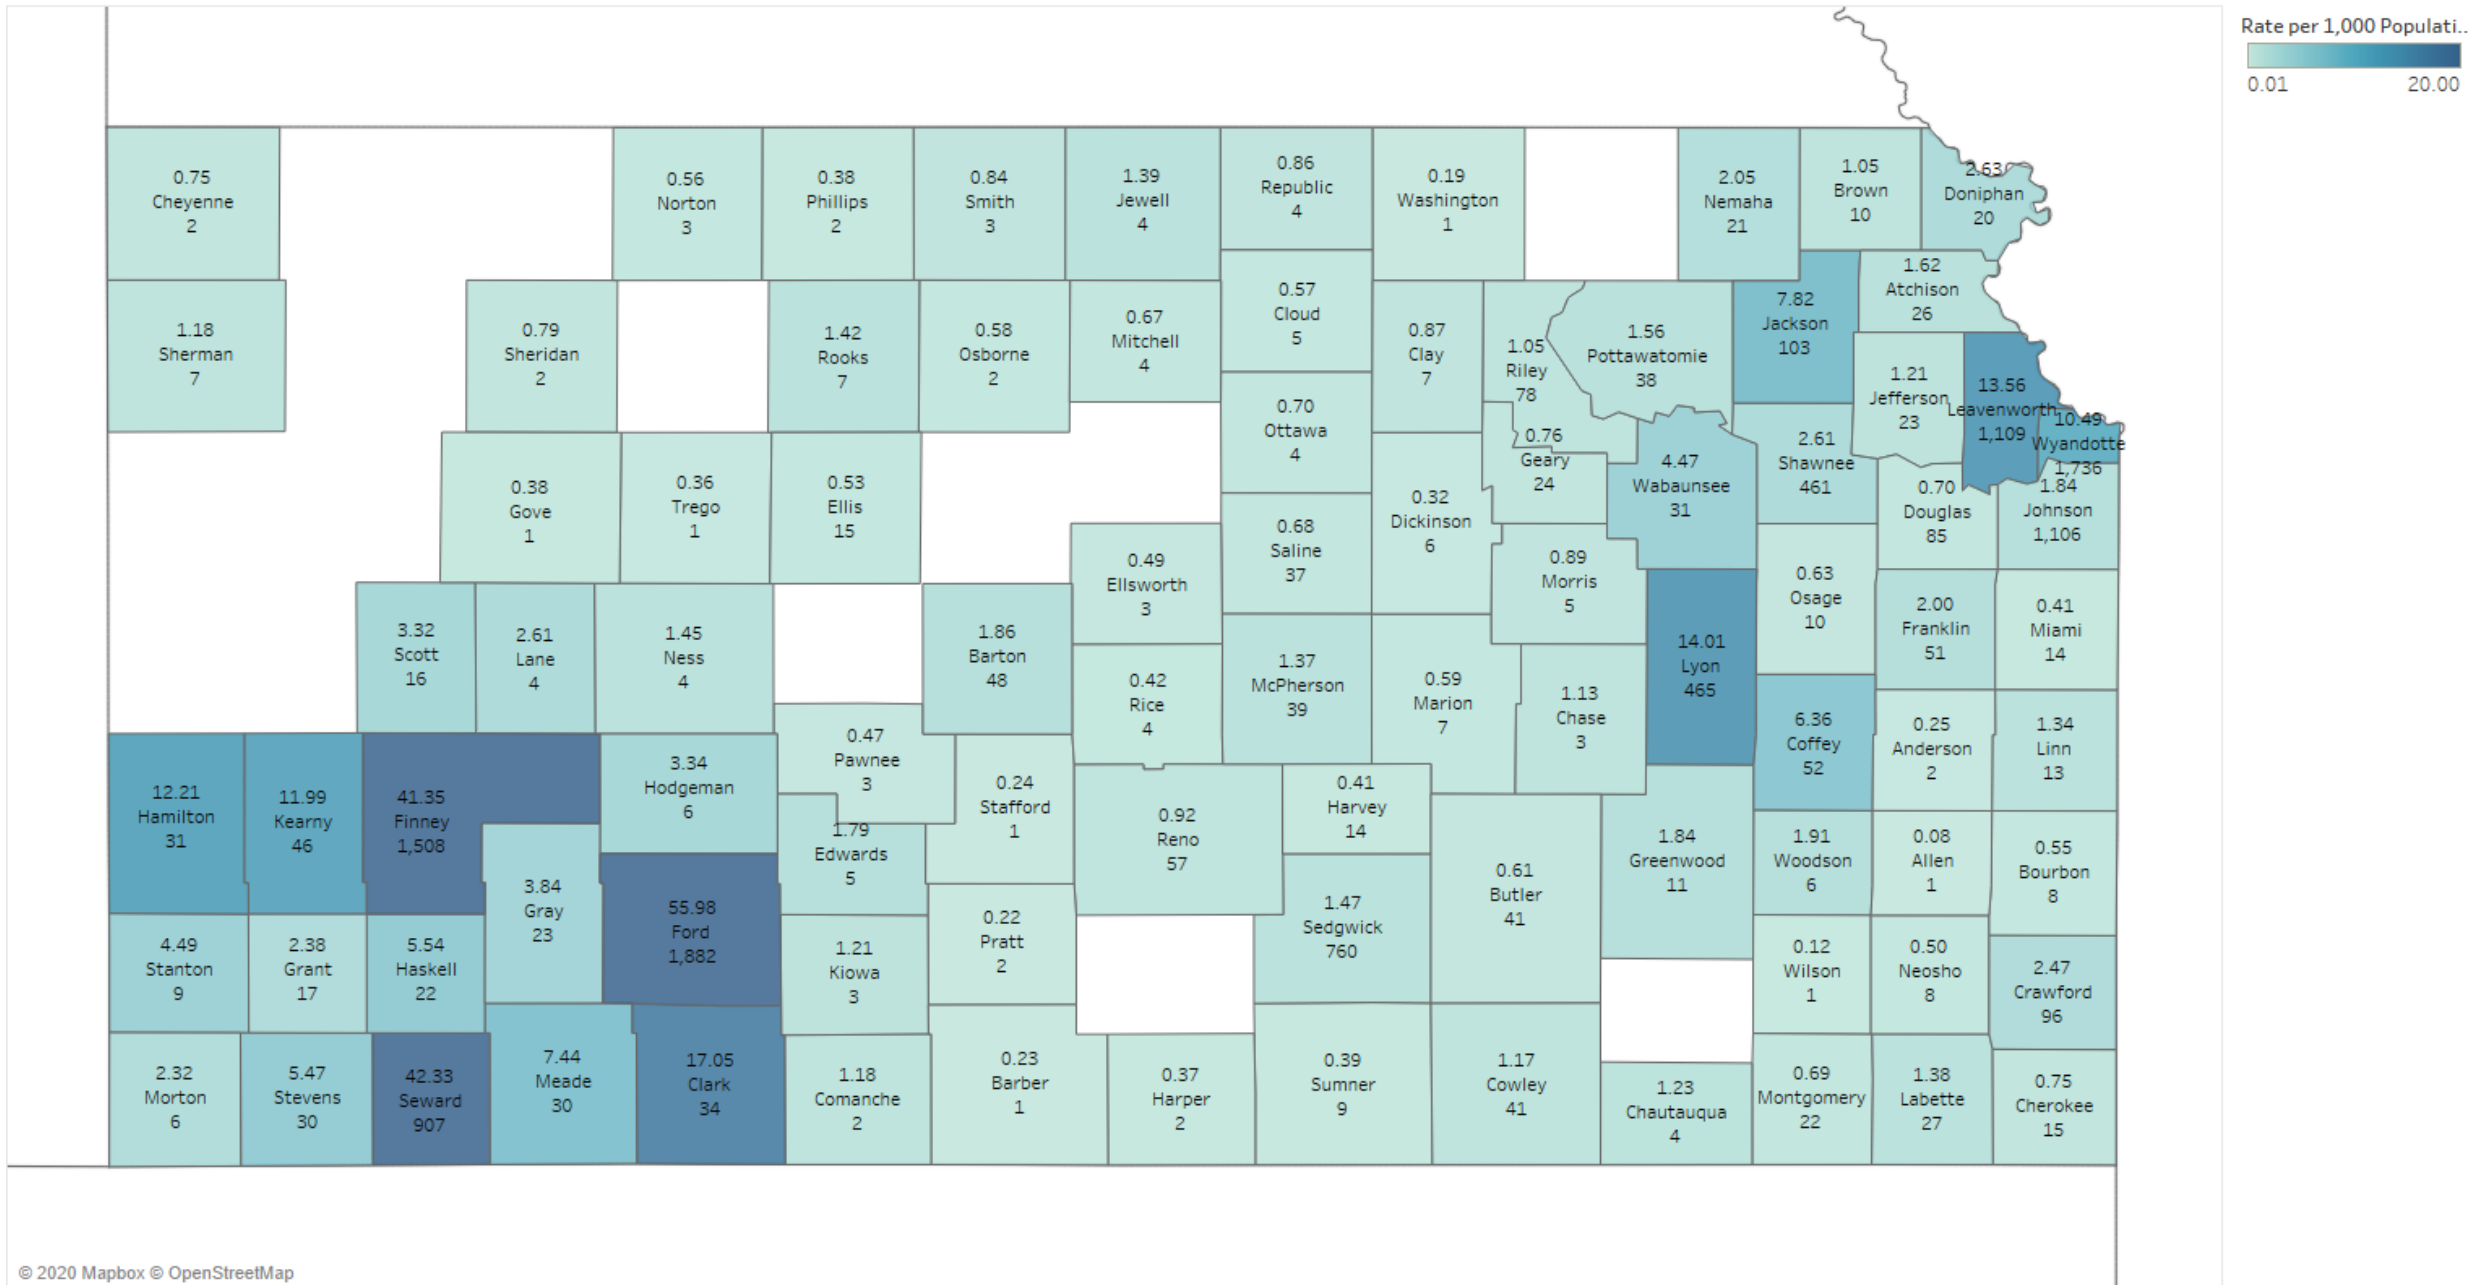 Rate per 1,000 Populati..
0.01 20.00
0.75
Cheyenne
2
0.56
Norton
3
0.38
Phillips
2
0.84
Smith
3
1.39
Jewell
4
0.86
Republic
4
0.19
Washington
1
2.05
Nemaha
21
1.05
Brown
10
2.63
Doniphan
20
1.18
Sherman
7
0.79
Sheridan
2
1.42
Rooks
7
0.58
Osborne
2
0.67
Mitchell
4
0.57
Cloud
5
0.87
Clay
7
1.05
Riley
78
1.56
Pottawatomie
38
7.82
Jackson
103
1.62
Atchison
26
1.21
Jefferson
23
13.56
Leavenworth
1,109
10.49
Wyandotte
1,736
0.70
Ottawa
4
0.76
Geary
24
4.47
Wabaunsee
31
2.61
Shawnee
461
0.70
Douglas
85
1.84
Johnson
1,106
0.38
Gove
1
0.36
Trego
1
0.53
Ellis
15
0.49
Ellsworth
3
0.68
Saline
37
0.32
Dickinson
6
0.89
Morris
5
0.63
Osage
10
2.00
Franklin
51
0.41
Miami
14
3.32
Scott
16
2.61
Lane
4
1.45
Ness
4
1.86
Barton
48
0.42
Rice
4
1.37
McPherson
39
0.59
Marion
7
1.13
Chase
3
14.01
Lyon
465
6.36
Coffey
52
0.25
Anderson
2
1.34
Linn
13
12.21
Hamilton
31
11.99
Kearny
46
41.35
Finney
1,508
3.34
Hodgeman
6
0.47
Pawnee
3
0.24
Stafford
1
0.92
Reno
57
0.41
Harvey
14
1.79
Edwards
5
3.84
Gray
23
55.98
Ford
1,882
0.61
Butler
41
1.84
Greenwood
11
1.91
Woodson
6
0.08
Allen
1
0.55
Bourbon
8
4.49
Stanton
9
2.38
Grant
17
5.54
Haskell
22
1.21
Kiowa
3
0.22
Pratt
2
1.47
Sedgwick
760
0.12
Wilson
1
0.50
Neosho
8
2.47
Crawford
96
2.32
Morton
6
5.47
Stevens
30
42.33
Seward
907
7.44
Meade
30
17.05
Clark
34
1.18
Comanche
2
0.23
Barber
1
0.37
Harper
2
0.39
Sumner
9
1.17
Cowley
41
1.23
Chautauqua
4
0.69
Montgomery
22
1.38
Labette
27
0.75
Cherokee
15
© 2020 Mapbox © OpenStreetMap